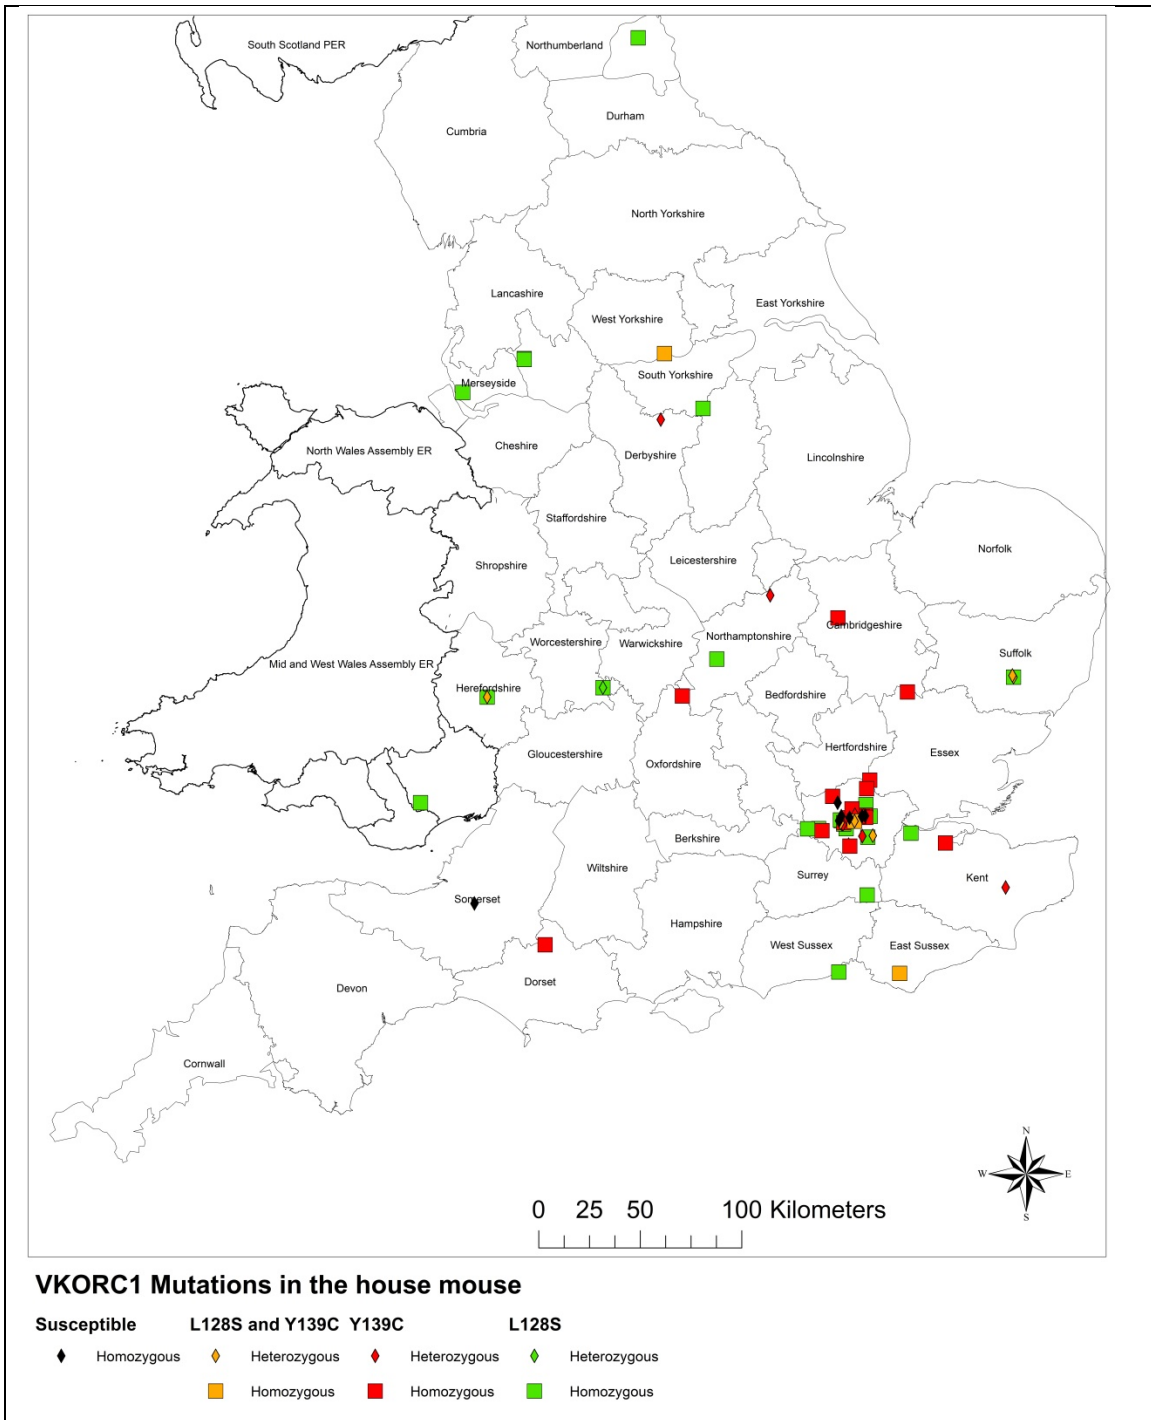 South Scotland PER
Northumberland
Durham
Cumbria
North Yorkshire
Lancashire
East Yorkshire
West Yorkshire
South Yorkshire
Merseyside
Cheshire
North Wales Assembly ER
Derbyshire
Lincolnshire
Staffordshire
Norfolk
Leicestershire
Shropshire
Cambridgeshire
Northamptonshire
Worcestershire
Warwickshire
Suffolk
Mid and West Wales Assembly ER
Herefordshire
Bedfordshire
Hertfordshire
Essex
Gloucestershire
Oxfordshire
Berkshire
Wiltshire
Surrey
Kent
Somerset
Hampshire
West Sussex
East Sussex
Dorset
Devon
Cornwall
N
W E
S
0 25 50 100 Kilometers
VKORC1 Mutations in the house mouse
Susceptible L128S and Y139C Y139C L128S
Homozygous Heterozygous Heterozygous Heterozygous
Homozygous Homozygous Homozygous